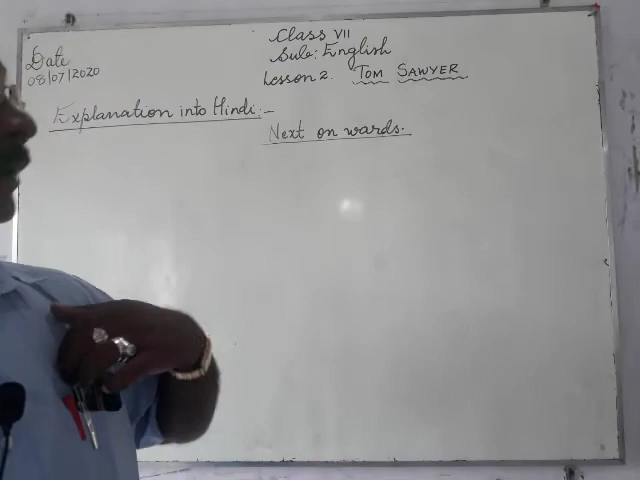 Class VII
Date
Sub: English
08/07/2020
Lesson 2. TOM SAWYER
Explanation into Hindi:-
Next on wards.